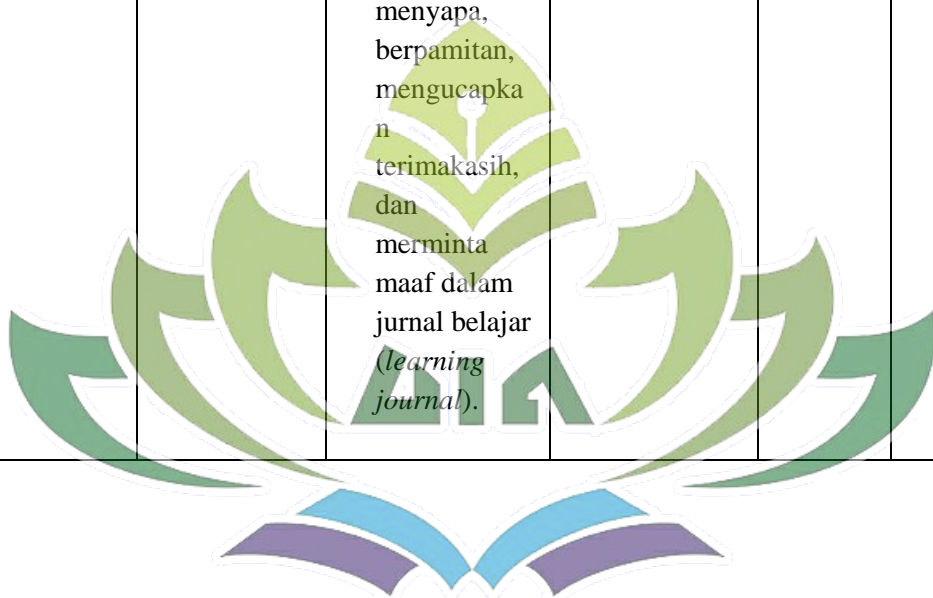 menyapa,
berpamitan,
mengucapka
n
terimakasih,
dan
merminta
maaf dalam
jurnal belajar
(learning
journal).